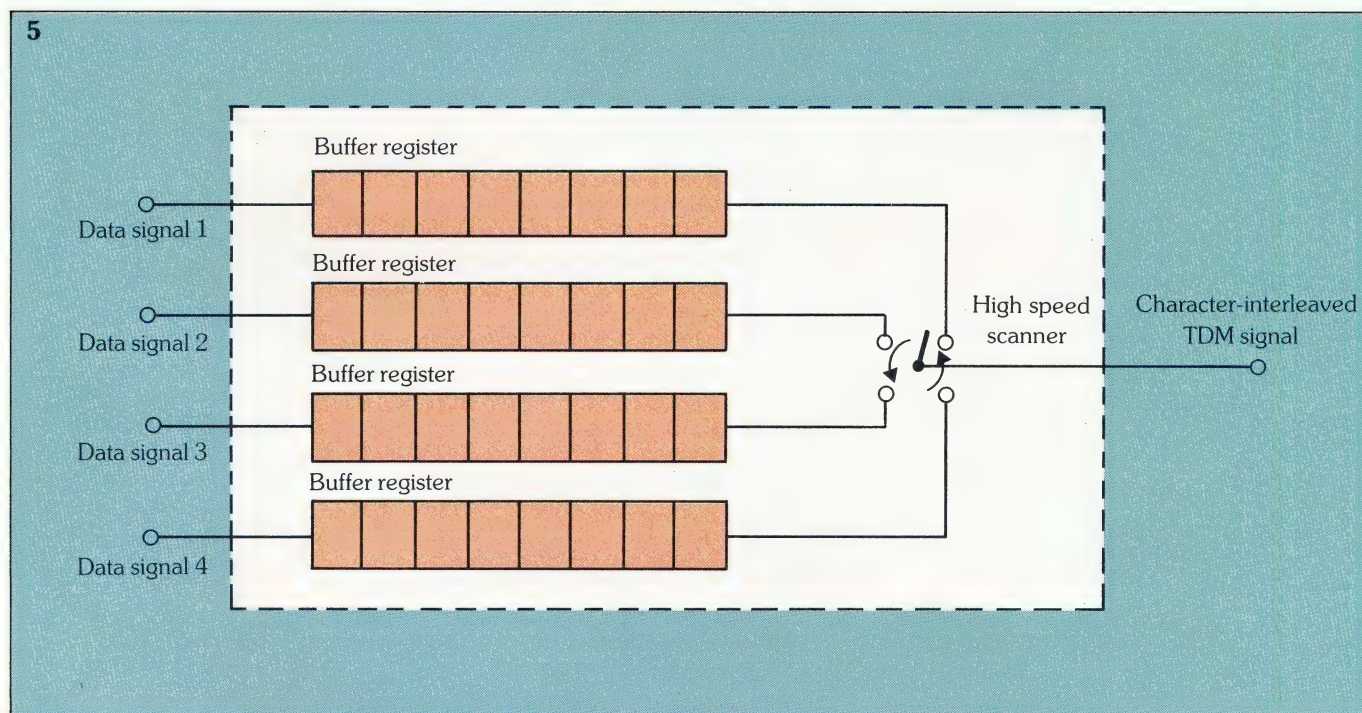 5
Buffer register
Data signal 1
Buffer register
Data signal 2
Buffer register
Data signal 3
Buffer register
Data signal 4
High speed
scanner
Character-interleaved
TDM signal